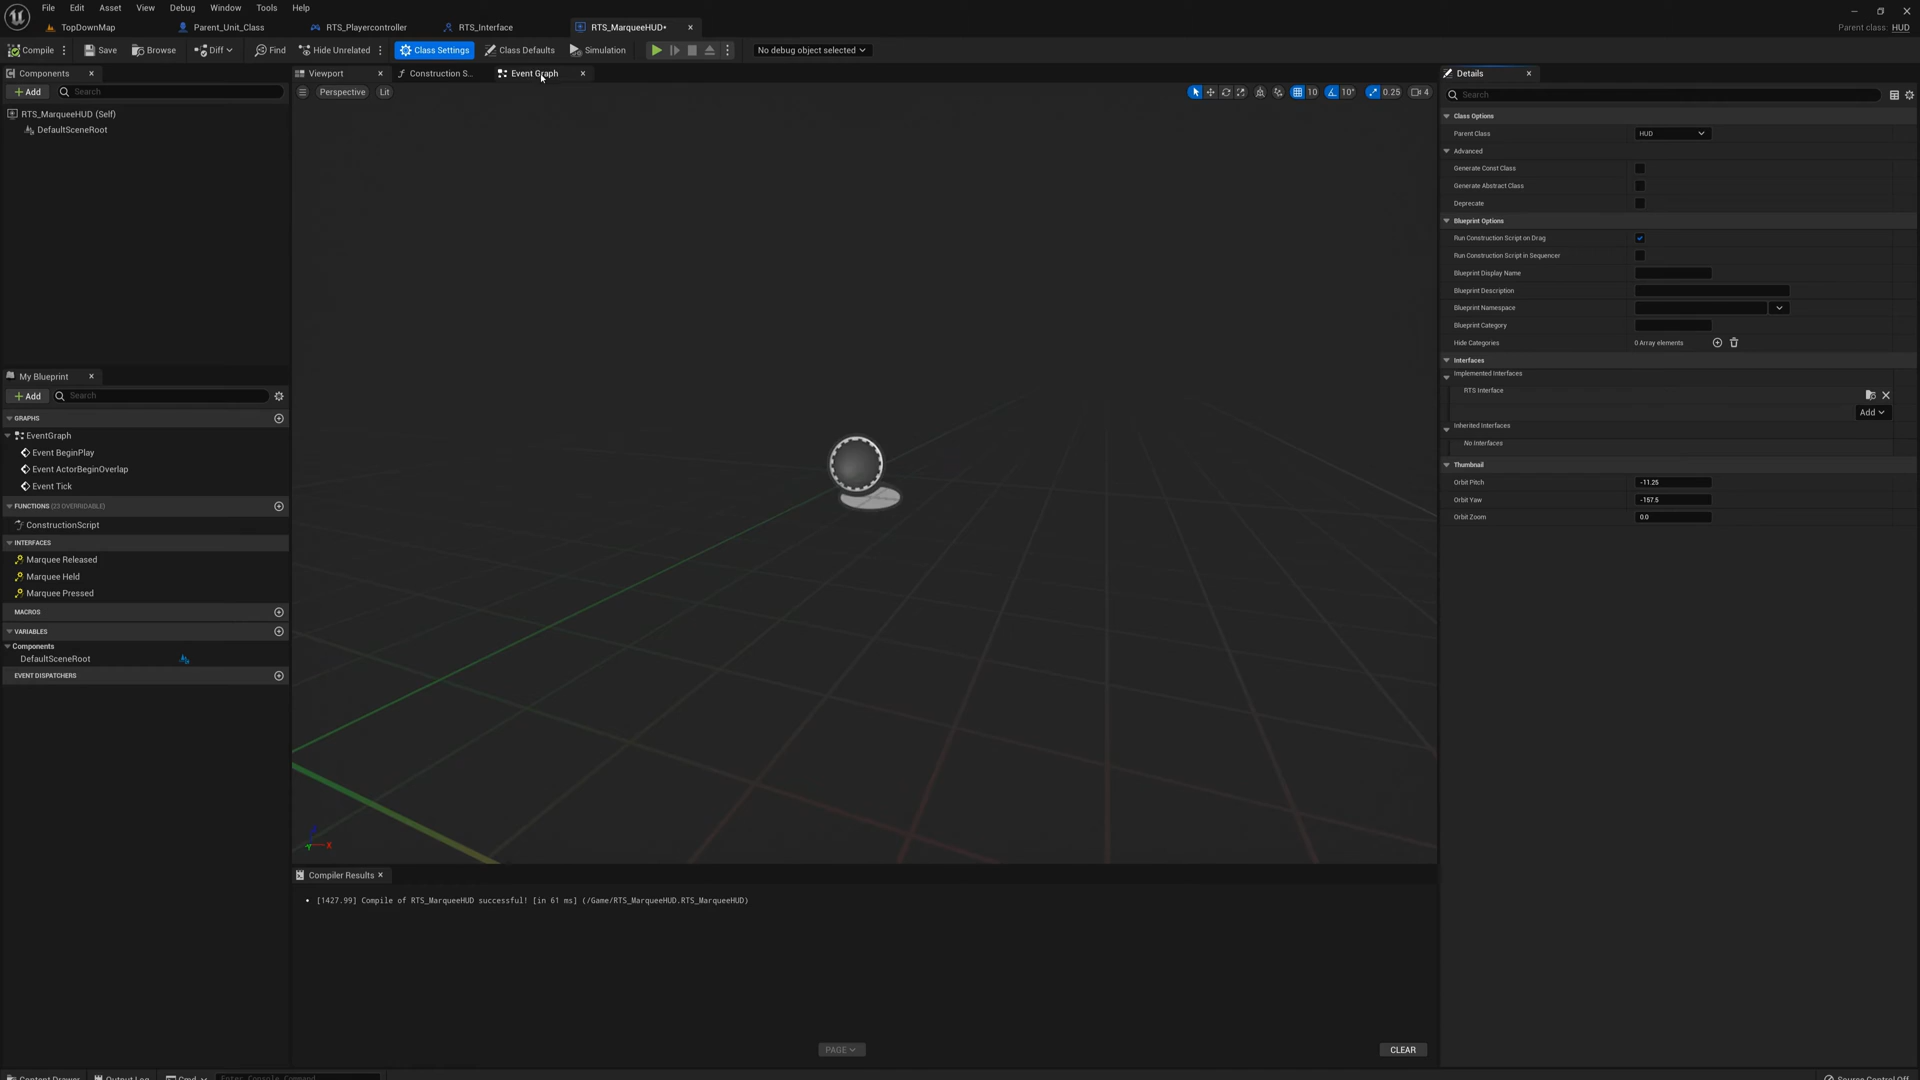 File Edit Asset View Debug Window Tools Help
TopDownMap Parent_Unit_Class RTS_Playercontroller RTS_Interface RTS_MarqueeHUD•
Parent class: HUD
Compile Save Browse Diff Find Hide Unrelated Class Settings Class Defaults Simulation No debug object selected
Components
Add Search
RTS_MarqueeHUD (Self)
DefaultSceneRoot
My Blueprint
Add Search
GRAPHS
EventGraph
Event BeginPlay
Event ActorBeginOverlap
Event Tick
FUNCTIONS (23 OVERRIDABLE)
ConstructionScript
INTERFACES
Marquee Released
Marquee Held
Marquee Pressed
MACROS
VARIABLES
Components
DefaultSceneRoot
EVENT DISPATCHERS
Viewport Construction S... Event Graph
Perspective Lit 10 10° 0.25 4
X
Compiler Results
• [1427.99] Compile of RTS_MarqueeHUD successful! [in 61 ms] (/Game/RTS_MarqueeHUD.RTS_MarqueeHUD)
PAGE CLEAR
Details
Search
Class Options
Parent Class HUD
Advanced
Generate Const Class
Generate Abstract Class
Deprecate
Blueprint Options
Run Construction Script on Drag
Run Construction Script in Sequencer
Blueprint Display Name
Blueprint Description
Blueprint Namespace
Blueprint Category
Hide Categories 0 Array elements
Interfaces
Implemented Interfaces
RTS Interface
Add
Inherited Interfaces
No Interfaces
Thumbnail
Orbit Pitch -11.25
Orbit Yaw -157.5
Orbit Zoom 0.0
Content Drawer Output Log Cmd Enter Console Command Source Control Off